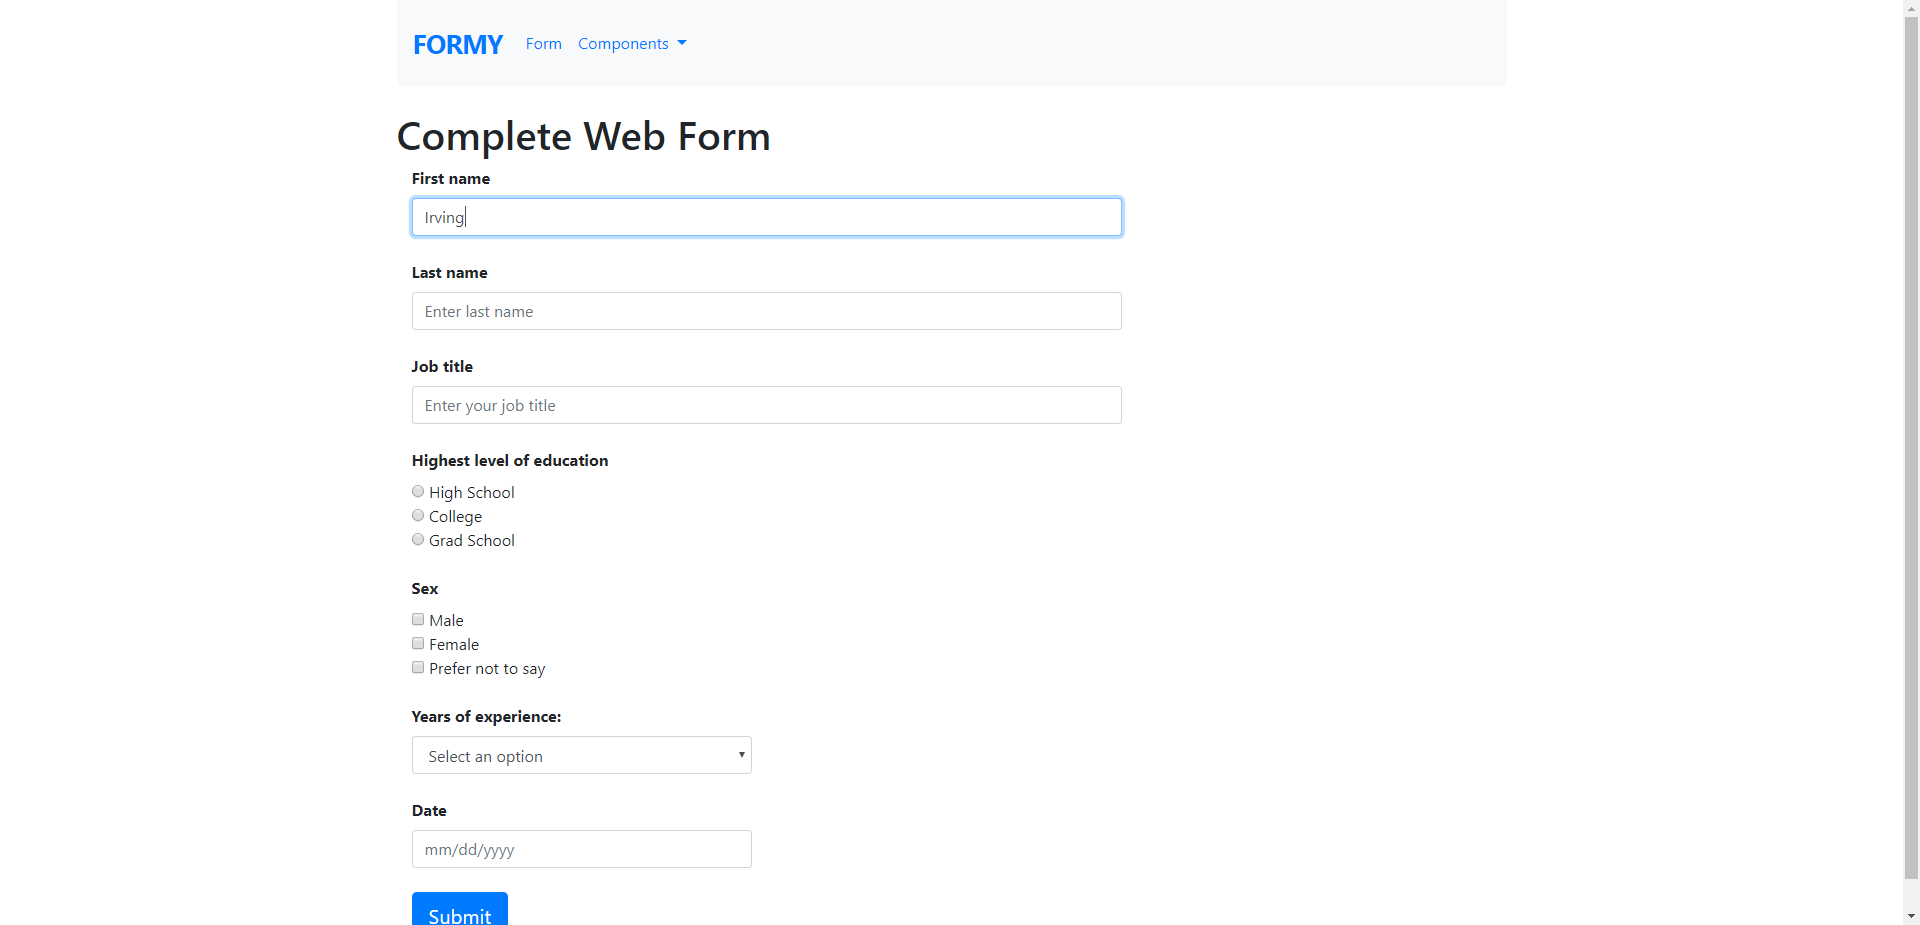 FORMY Form Components
Complete Web Form
First name
Irving
Last name
Enter last name
Job title
Enter your job title
Highest level of education
High School
College
Grad School
Sex
Male
Female
Prefer not to say
Years of experience:
Select an option
Date
mm/dd/yyyy
Submit